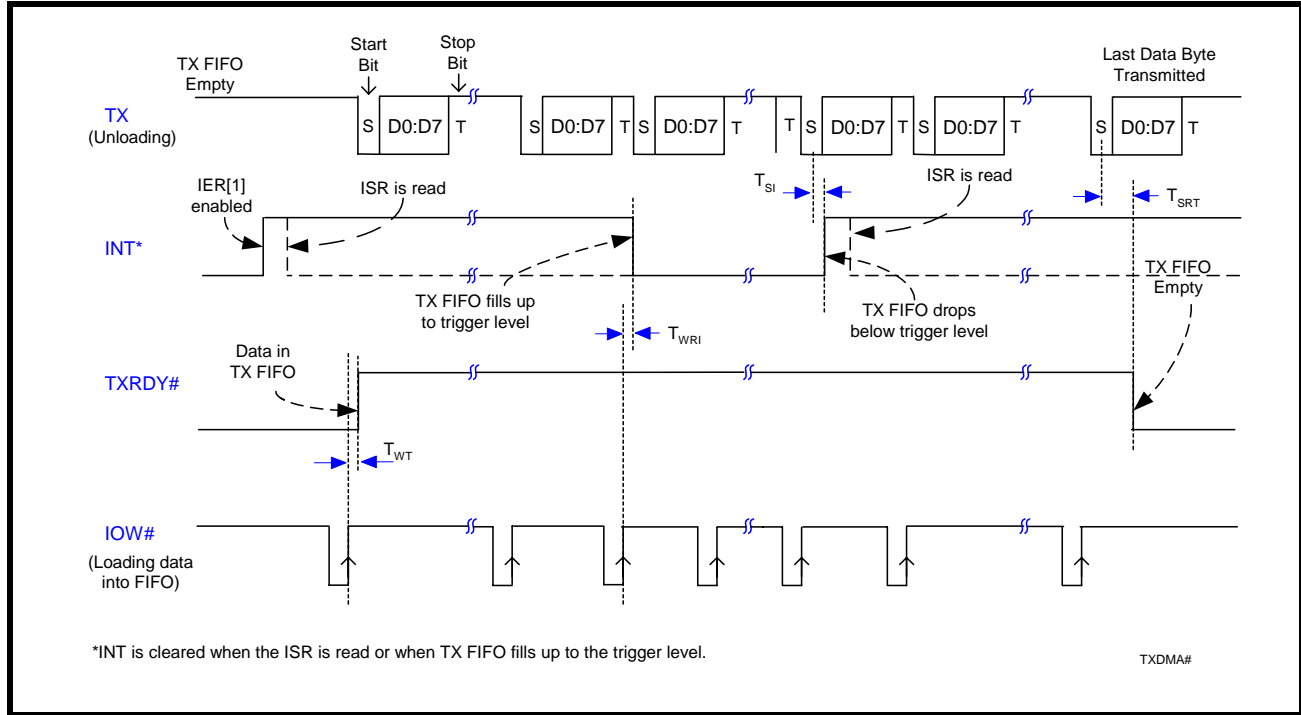 Start
Bit
Stop
Bit
TX FIFO
Empty
Last Data Byte
Transmitted
TX
(Unloading)
S D0:D7 T S D0:D7 T S D0:D7 T T S D0:D7 T S D0:D7 T S D0:D7 T
IER[1]
enabled
ISR is read
TSI
ISR is read
TSRT
INT*
TX FIFO fills up
to trigger level
TX FIFO drops
below trigger level
TX FIFO
Empty
TWRI
Data in
TX FIFO
TXRDY#
TWT
IOW#
(Loading data
into FIFO)
*INT is cleared when the ISR is read or when TX FIFO fills up to the trigger level.
TXDMA#